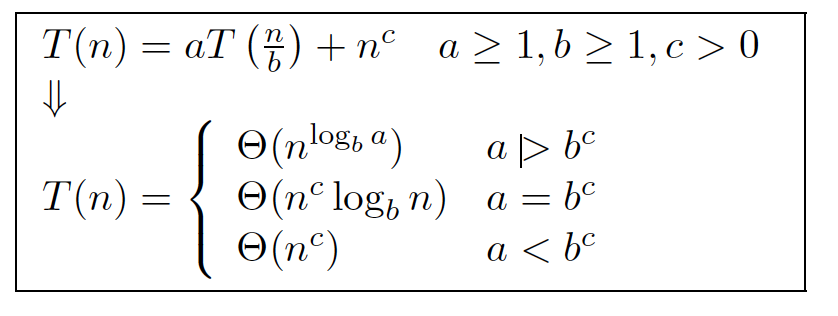 T(n) = aT(n/b) + n^c   a ≥ 1, b ≥ 1, c > 0
⇓
T(n) = {
Θ(n^{log_b a})   a > b^c
Θ(n^c log_b n)   a = b^c
Θ(n^c)   a < b^c